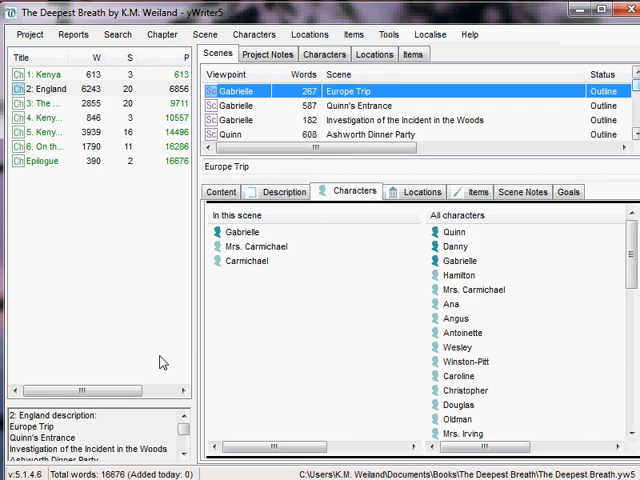 The Deepest Breath by K.M. Weiland - yWriter5
Project Reports Search Chapter Scene Characters Locations Items Tools Localise Help
Title W S P
Ch 1: Kenya 613 3 613
Ch 2: England 6243 20 6856
Ch 3: The ... 2855 20 9711
Ch 4: Keny... 846 3 10557
Ch 5: Keny... 3939 16 14496
Ch 6. On th... 1790 11 16286
Ch Epilogue 390 2 16676
Scenes Project Notes Characters Locations Items
Viewpoint Words Scene Status
Sc Gabrielle 267 Europe Trip Outline
Sc Gabrielle 587 Quinn's Entrance Outline
Sc Gabrielle 182 Investigation of the Incident in the Woods Outline
Sc Quinn 608 Ashworth Dinner Party Outline
Europe Trip
Content Description Characters Locations Items Scene Notes Goals
In this scene
Gabrielle
Mrs. Carmichael
Carmichael
All characters
Quinn
Danny
Gabrielle
Hamilton
Mrs. Carmichael
Ana
Angus
Antoinette
Wesley
Winston-Pitt
Caroline
Christopher
Douglas
Oldman
Mrs. Irving
2: England description:
Europe Trip
Quinn's Entrance
Investigation of the Incident in the Woods
Ashworth Dinner Party
v:5.1.4.6 Total words: 16676 (Added today: 0) C:\Users\K.M. Weiland\Documents\Books\The Deepest Breath\The Deepest Breath.yw5